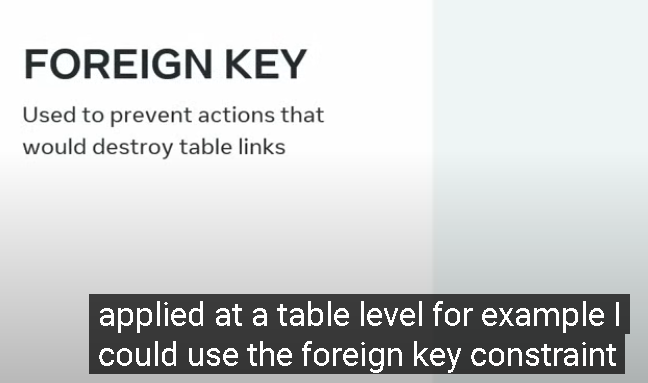 FOREIGN KEY
Used to prevent actions that
would destroy table links
applied at a table level for example I
could use the foreign key constraint